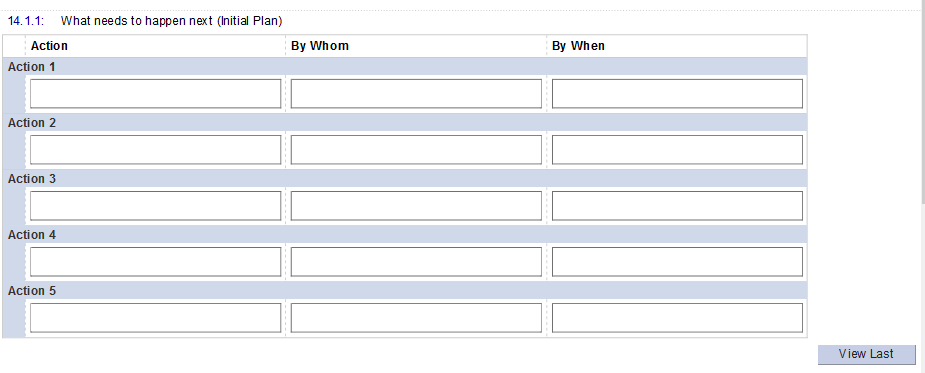 14.1.1: What needs to happen next (Initial Plan)
Action By Whom By When
Action 1
Action 2
Action 3
Action 4
Action 5
View Last